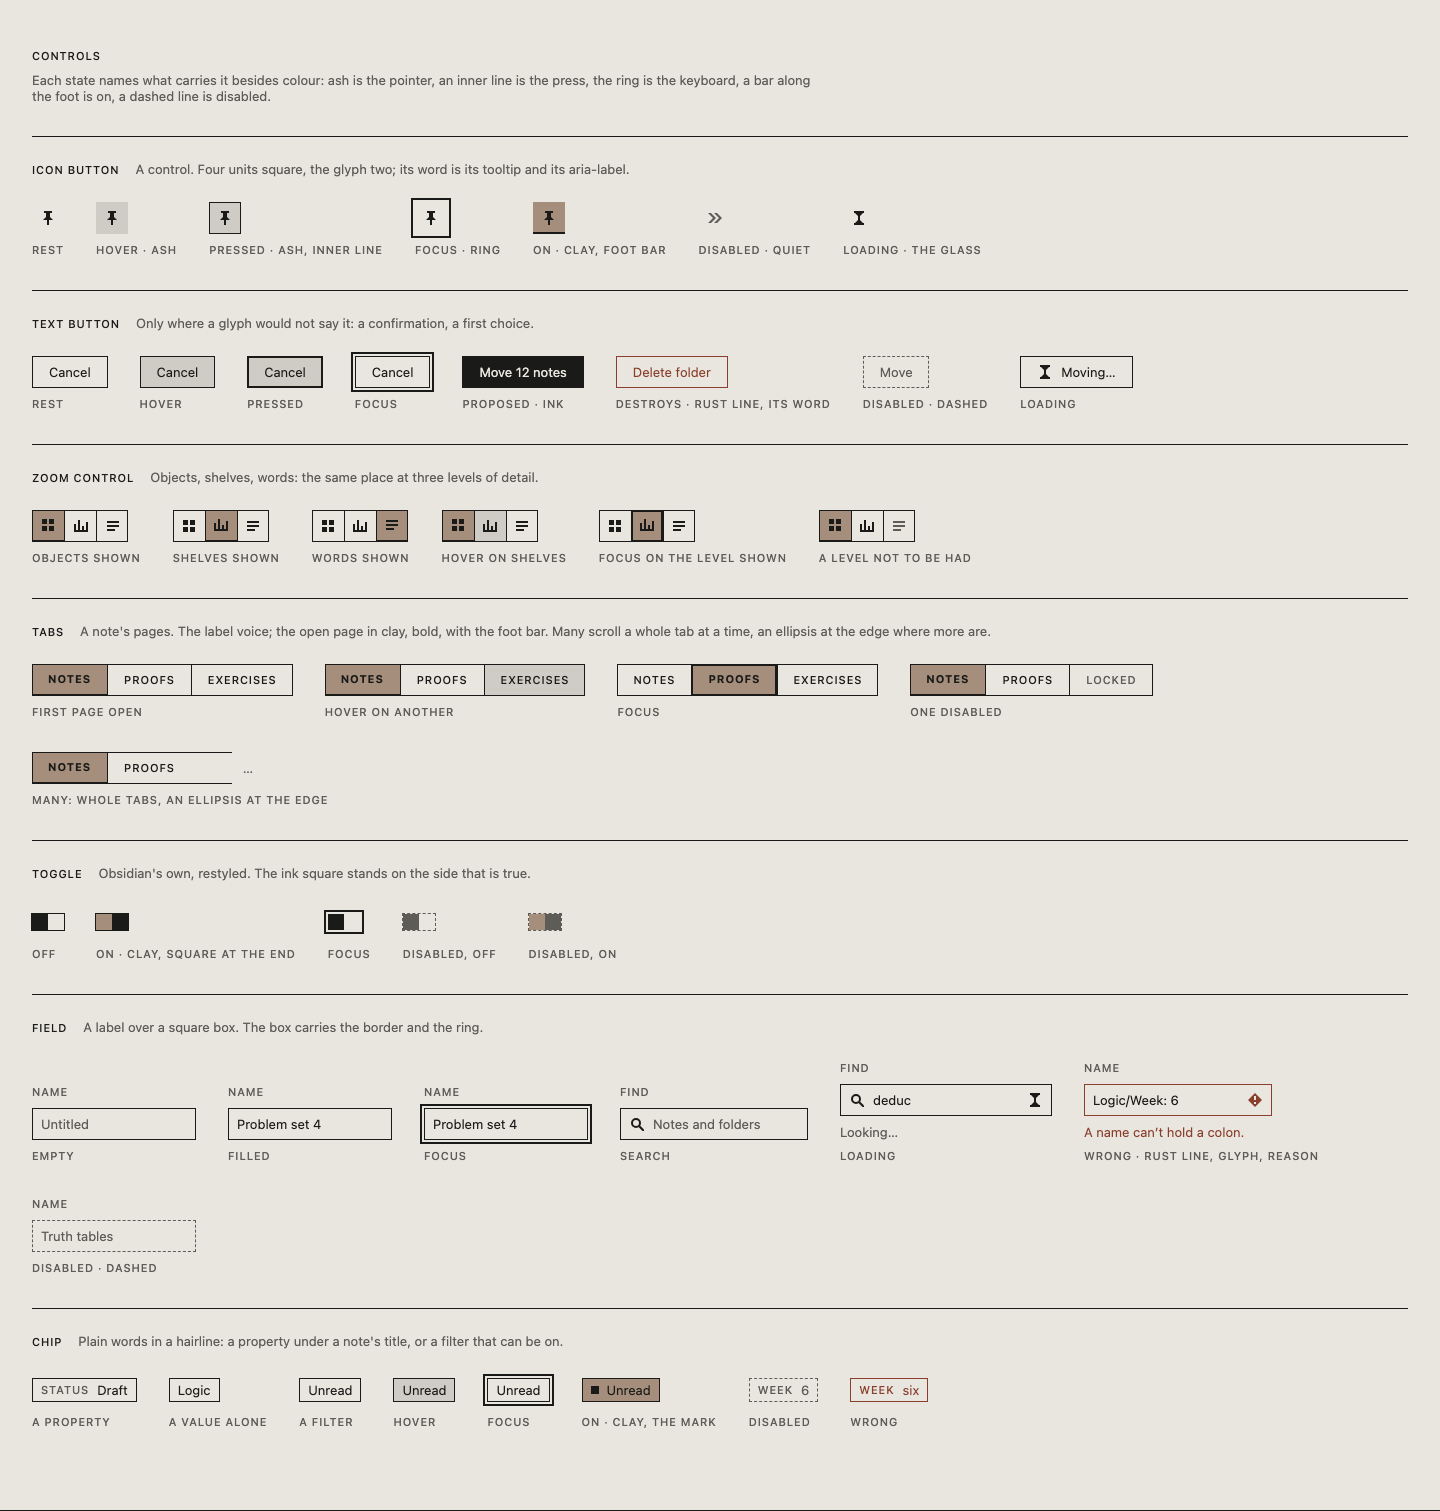 CONTROLS
Each state names what carries it besides colour: ash is the pointer, an inner line is the press, the ring is the keyboard, a bar along
the foot is on, a dashed line is disabled.
ICON BUTTON A control. Four units square, the glyph two; its word is its tooltip and its aria-label.
REST HOVER · ASH PRESSED · ASH, INNER LINE FOCUS · RING ON · CLAY, FOOT BAR DISABLED · QUIET LOADING · THE GLASS
TEXT BUTTON Only where a glyph would not say it: a confirmation, a first choice.
Cancel Cancel Cancel Cancel Move 12 notes Delete folder Move Moving…
REST HOVER PRESSED FOCUS PROPOSED · INK DESTROYS · RUST LINE, ITS WORD DISABLED · DASHED LOADING
ZOOM CONTROL Objects, shelves, words: the same place at three levels of detail.
OBJECTS SHOWN SHELVES SHOWN WORDS SHOWN HOVER ON SHELVES FOCUS ON THE LEVEL SHOWN A LEVEL NOT TO BE HAD
TABS A note's pages. The label voice; the open page in clay, bold, with the foot bar. Many scroll a whole tab at a time, an ellipsis at the edge where more are.
NOTES PROOFS EXERCISES NOTES PROOFS EXERCISES NOTES PROOFS EXERCISES NOTES PROOFS LOCKED
FIRST PAGE OPEN HOVER ON ANOTHER FOCUS ONE DISABLED
NOTES PROOFS …
MANY: WHOLE TABS, AN ELLIPSIS AT THE EDGE
TOGGLE Obsidian's own, restyled. The ink square stands on the side that is true.
OFF ON · CLAY, SQUARE AT THE END FOCUS DISABLED, OFF DISABLED, ON
FIELD A label over a square box. The box carries the border and the ring.
FIND NAME
NAME NAME NAME FIND
deduc Logic/Week: 6
Untitled Problem set 4 Problem set 4 Notes and folders
Looking… A name can't hold a colon.
EMPTY FILLED FOCUS SEARCH LOADING WRONG · RUST LINE, GLYPH, REASON
NAME
Truth tables
DISABLED · DASHED
CHIP Plain words in a hairline: a property under a note's title, or a filter that can be on.
STATUS Draft Logic Unread Unread Unread Unread WEEK 6 WEEK six
A PROPERTY A VALUE ALONE A FILTER HOVER FOCUS ON · CLAY, THE MARK DISABLED WRONG